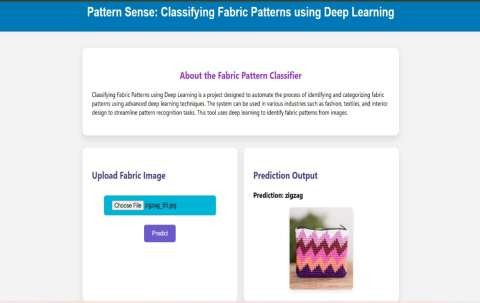 Pattern Sense: Classifying Fabric Patterns using Deep Learning
About the Fabric Pattern Classifier
Classifying Fabric Patterns using Deep Learning is a project designed to automate the process of identifying and categorizing fabric
patterns using advanced deep learning techniques. The system can be used in various industries such as fashion, textiles, and interior
design to streamline pattern recognition tasks. This tool uses deep learning to identify fabric patterns from images.
Upload Fabric Image
Choose File zigzag_01.jpg
Predict
Prediction Output
Prediction: zigzag